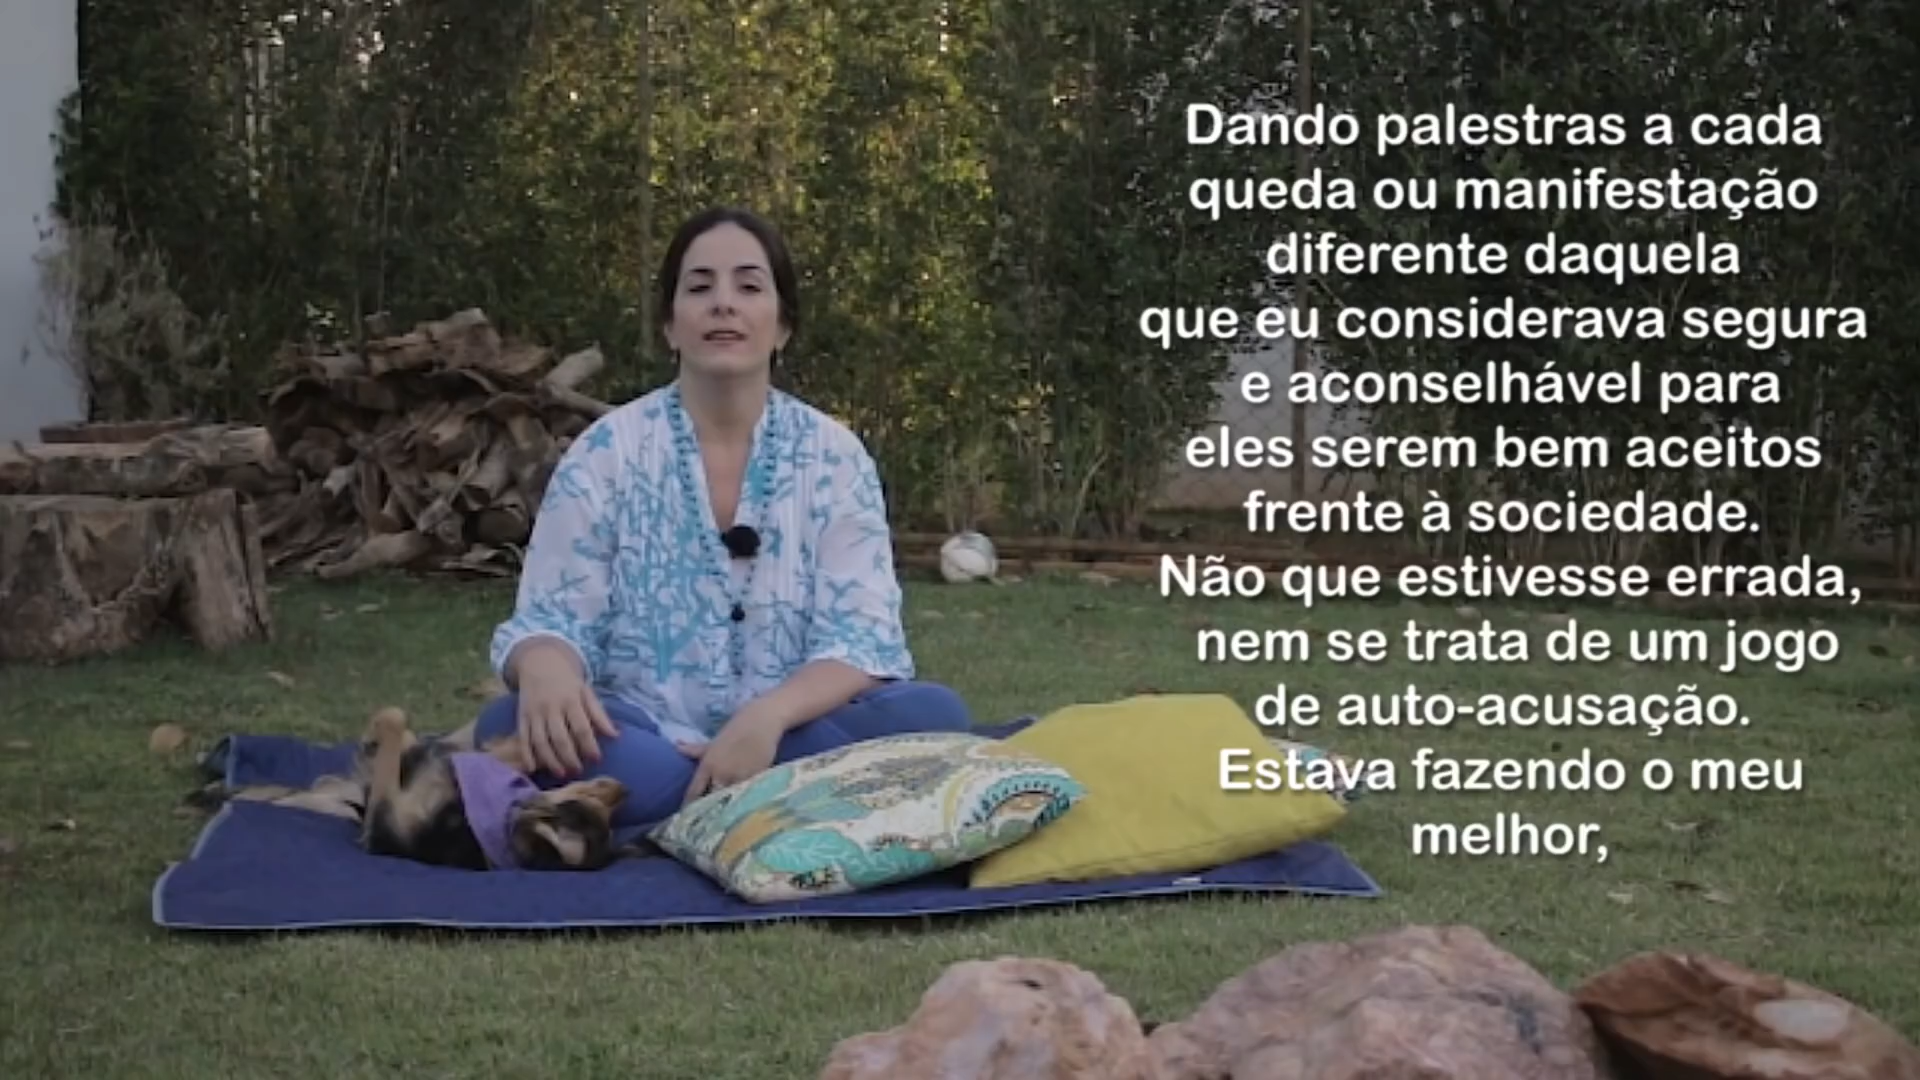 Dando palestras a cada
queda ou manifestação
diferente daquela
que eu considerava segura
e aconselhável para
eles serem bem aceitos
frente à sociedade.
Não que estivesse errada,
nem se trata de um jogo
de auto-acusação.
Estava fazendo o meu
melhor,